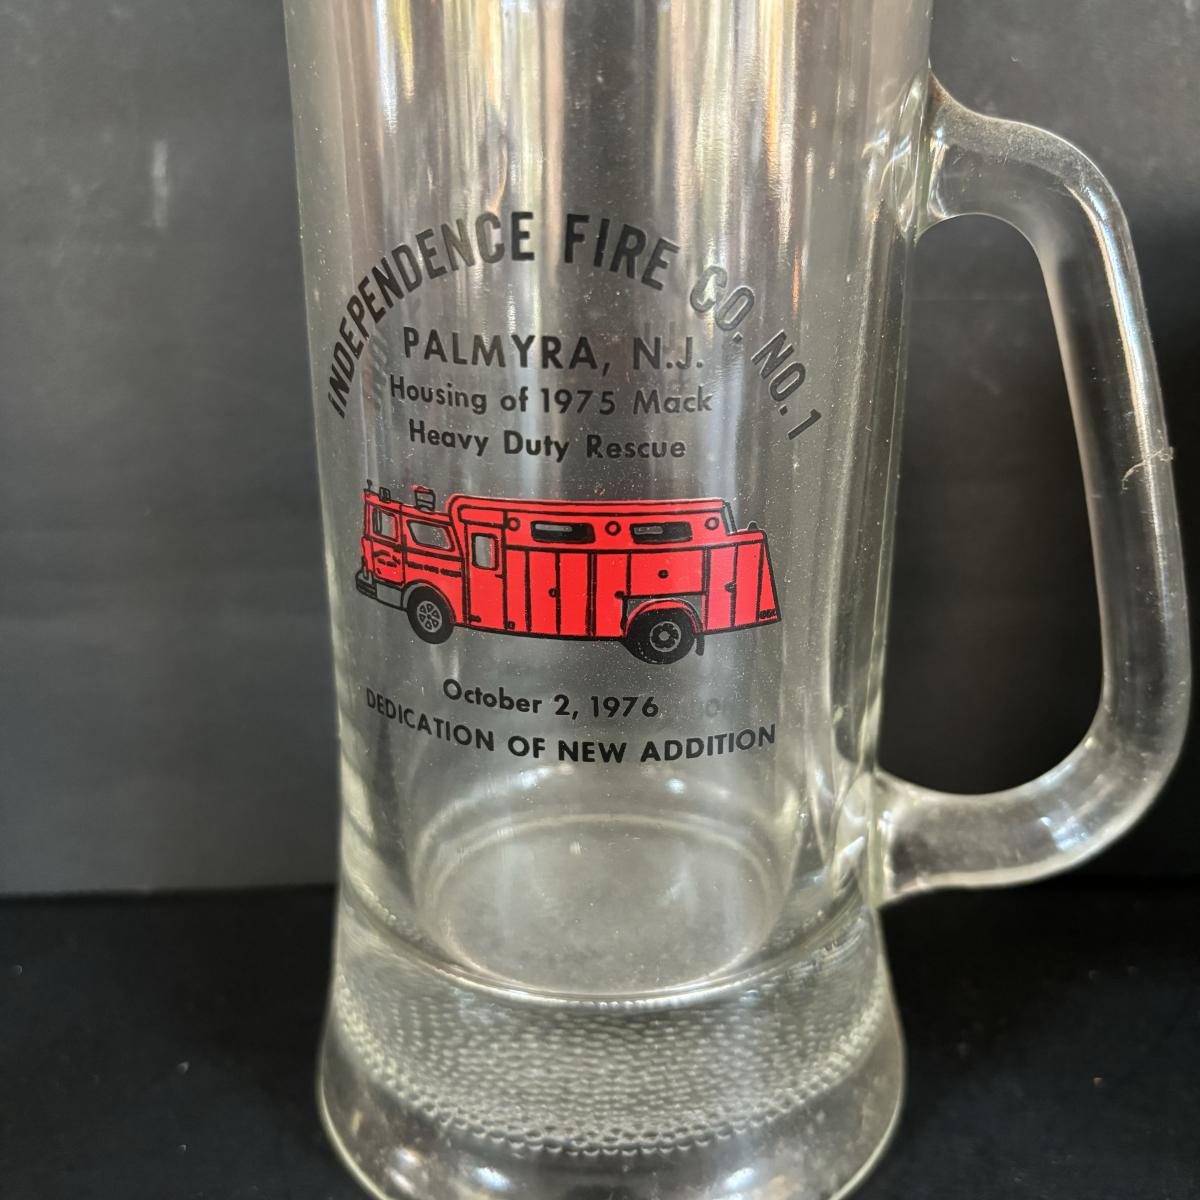 INDEPENDENCE FIRE CO. NO. 1
PALMYRA, N.J.
Housing of 1975 Mack
Heavy Duty Rescue
October 2, 1976
DEDICATION OF NEW ADDITION